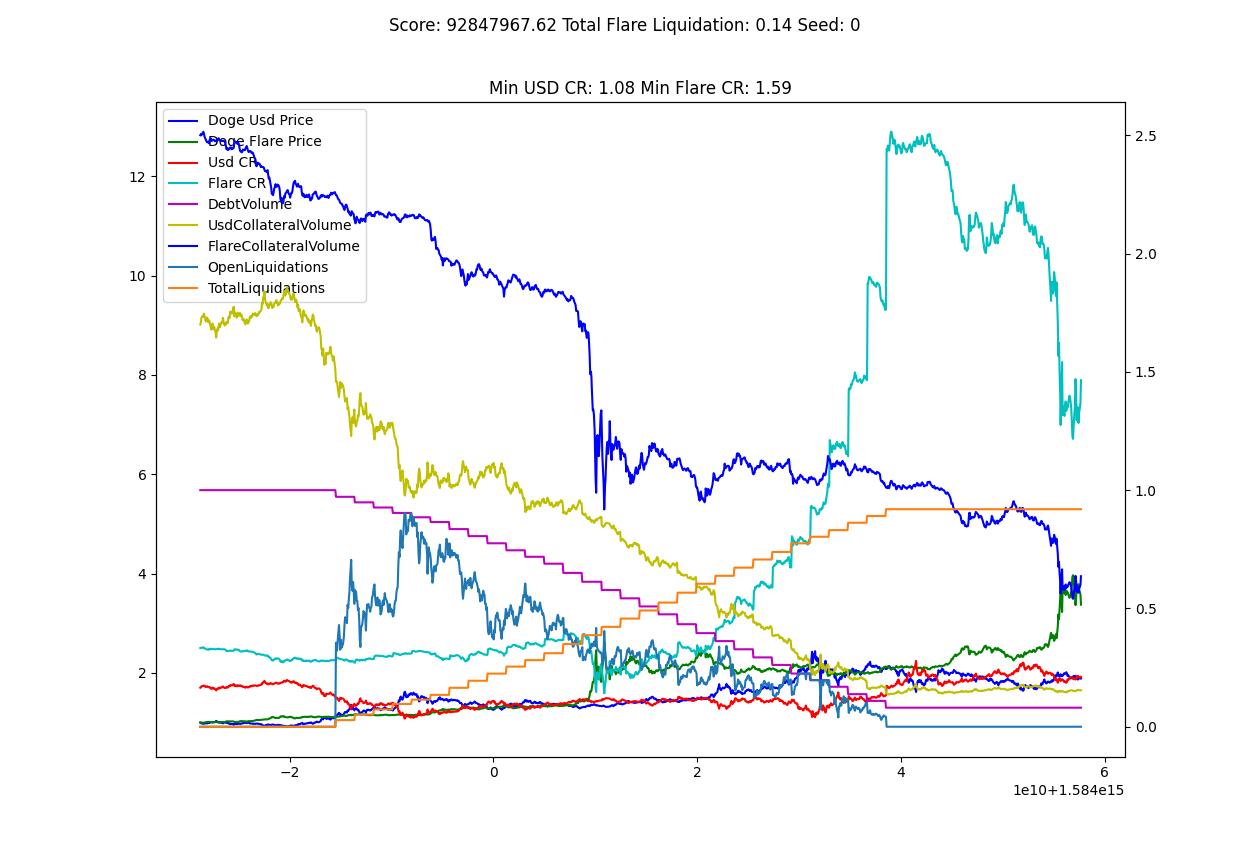 Score: 92847967.62 Total Flare Liquidation: 0.14 Seed: 0
Min USD CR: 1.08 Min Flare CR: 1.59
Doge Usd Price
Doge Flare Price
Usd CR
Flare CR
DebtVolume
UsdCollateralVolume
FlareCollateralVolume
OpenLiquidations
TotalLiquidations
12
10
8
6
4
2
2.5
2.0
1.5
1.0
0.5
0.0
−2
0
2
4
6
1e10+1.584e15